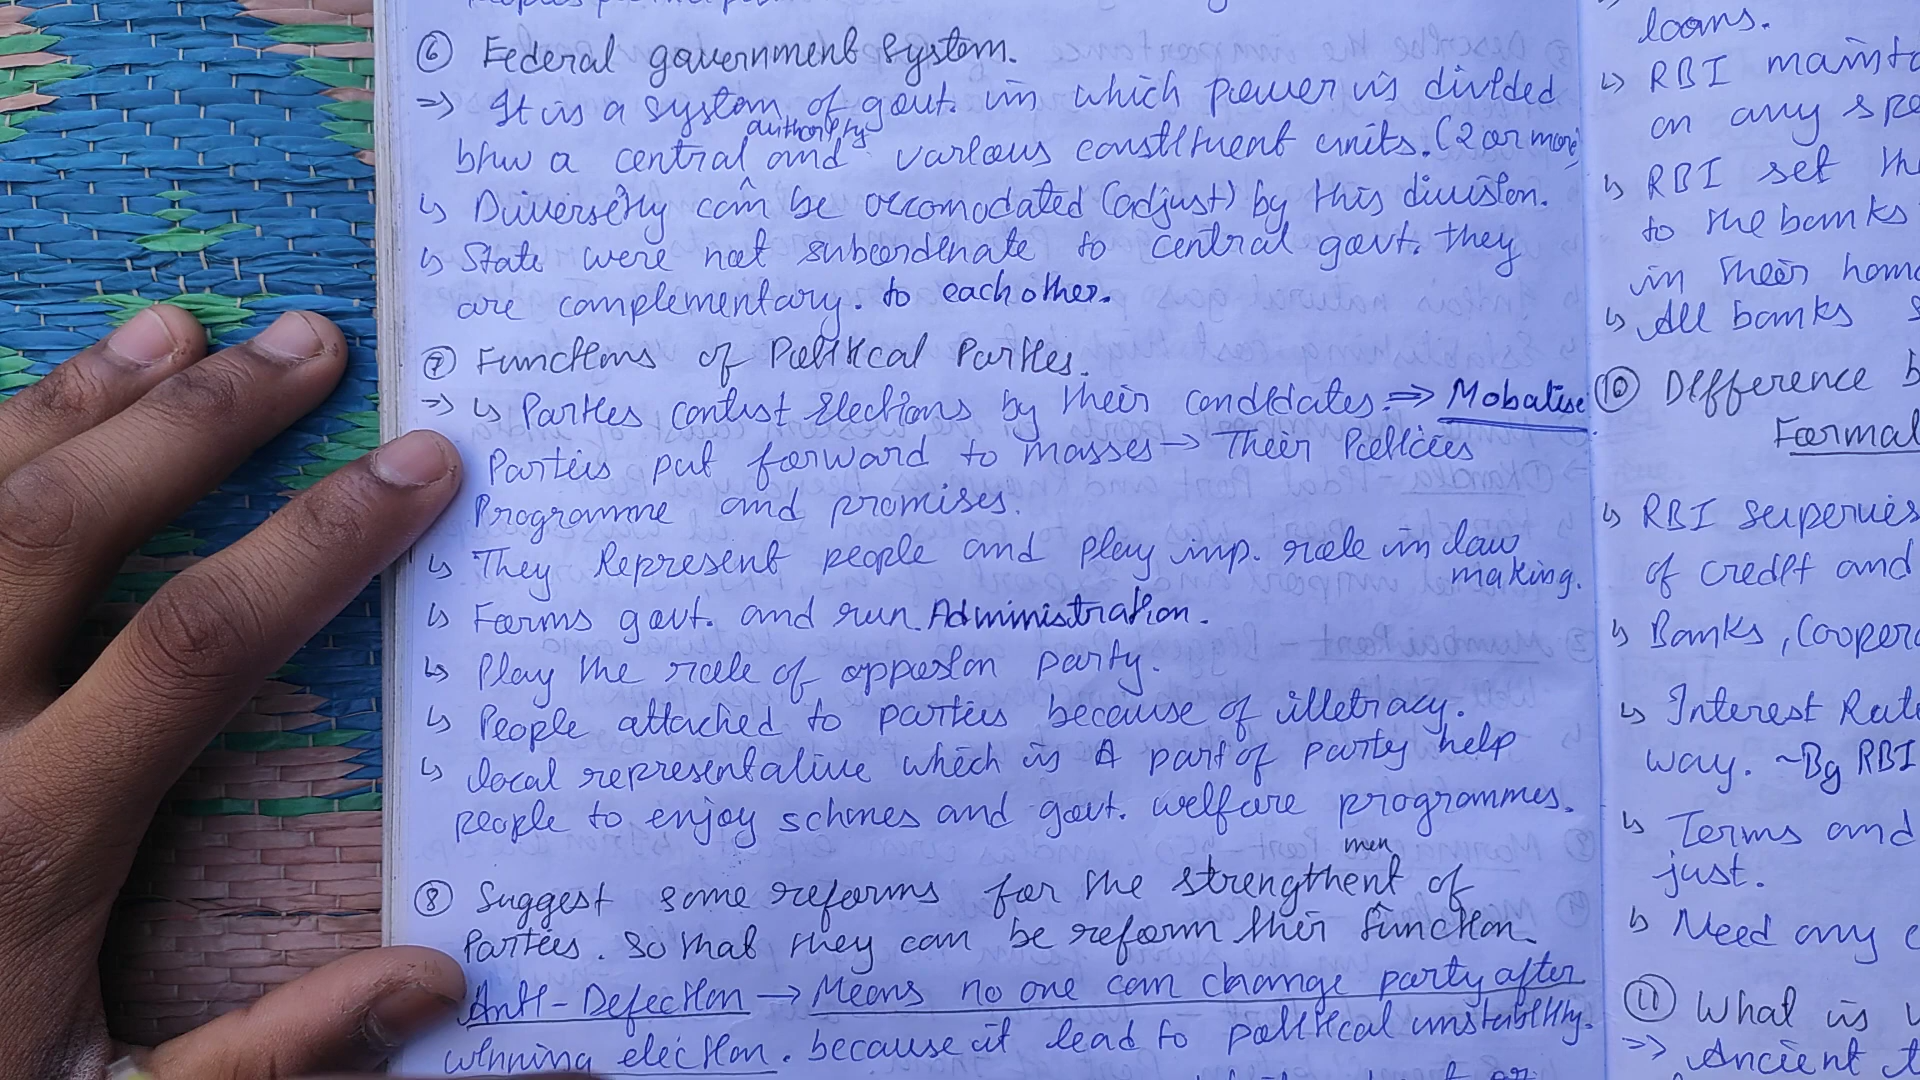 ⑥ Federal government system.
=> It is a system of govt. in which power is divided
authority
btw a central and various constituent units. (2 or more)
↳ Diversity can be accomodated (adjust) by this division.
↳ State were not subordenate to central govt. they
are complementary. to each other.
⑦ Functions of Political Parties.
=> ↳ Parties contest Elections by their candidates. => Mobatise
Parties put forward to masses → Their Policies
Programme and promises.
↳ They Represent people and play imp. role in law
making.
↳ Forms govt. and run Administration.
↳ Play the role of opposion party.
↳ People attached to parties because of illetracy.
↳ local representative which is A part of party help
people to enjoy schmes and govt. welfare programmes.
men
⑧ Suggest some reforms for the strengthent of
Parties. so that they can be reform thir function.
Anti-Defection → Means no one can change party after
winning election. because it lead to political unstability.
loans.
↳ RBI
on any
↳ RBI set
to the banks
in their
↳ All banks
⑩ Difference
Formal
↳ RBI
of credit and
↳ Banks,
↳ Interest
way. ~By RBI
↳ Terms and
just.
↳ Need any
⑪ What is
=> Ancient